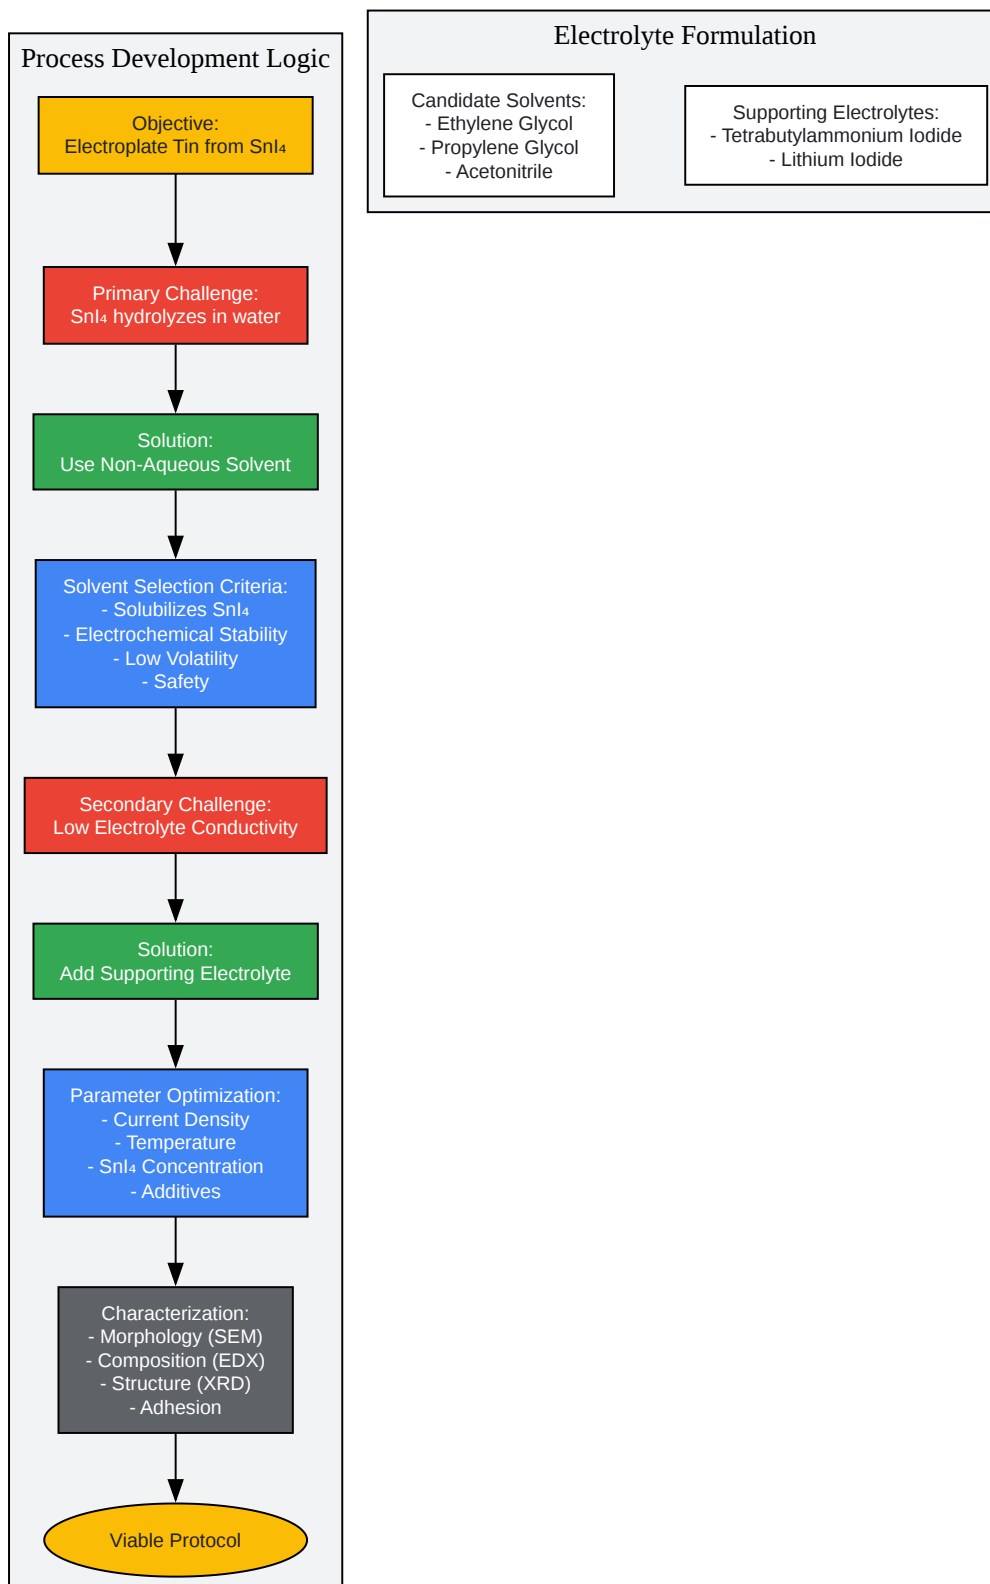 Process Development Logic
Objective:
Electroplate Tin from SnI₄
Primary Challenge:
SnI₄ hydrolyzes in water
Solution:
Use Non-Aqueous Solvent
Solvent Selection Criteria:
- Solubilizes SnI₄
- Electrochemical Stability
- Low Volatility
- Safety
Secondary Challenge:
Low Electrolyte Conductivity
Solution:
Add Supporting Electrolyte
Parameter Optimization:
- Current Density
- Temperature
- SnI₄ Concentration
- Additives
Characterization:
- Morphology (SEM)
- Composition (EDX)
- Structure (XRD)
- Adhesion
Viable Protocol
Electrolyte Formulation
Candidate Solvents:
- Ethylene Glycol
- Propylene Glycol
- Acetonitrile
Supporting Electrolytes:
- Tetrabutylammonium Iodide
- Lithium Iodide